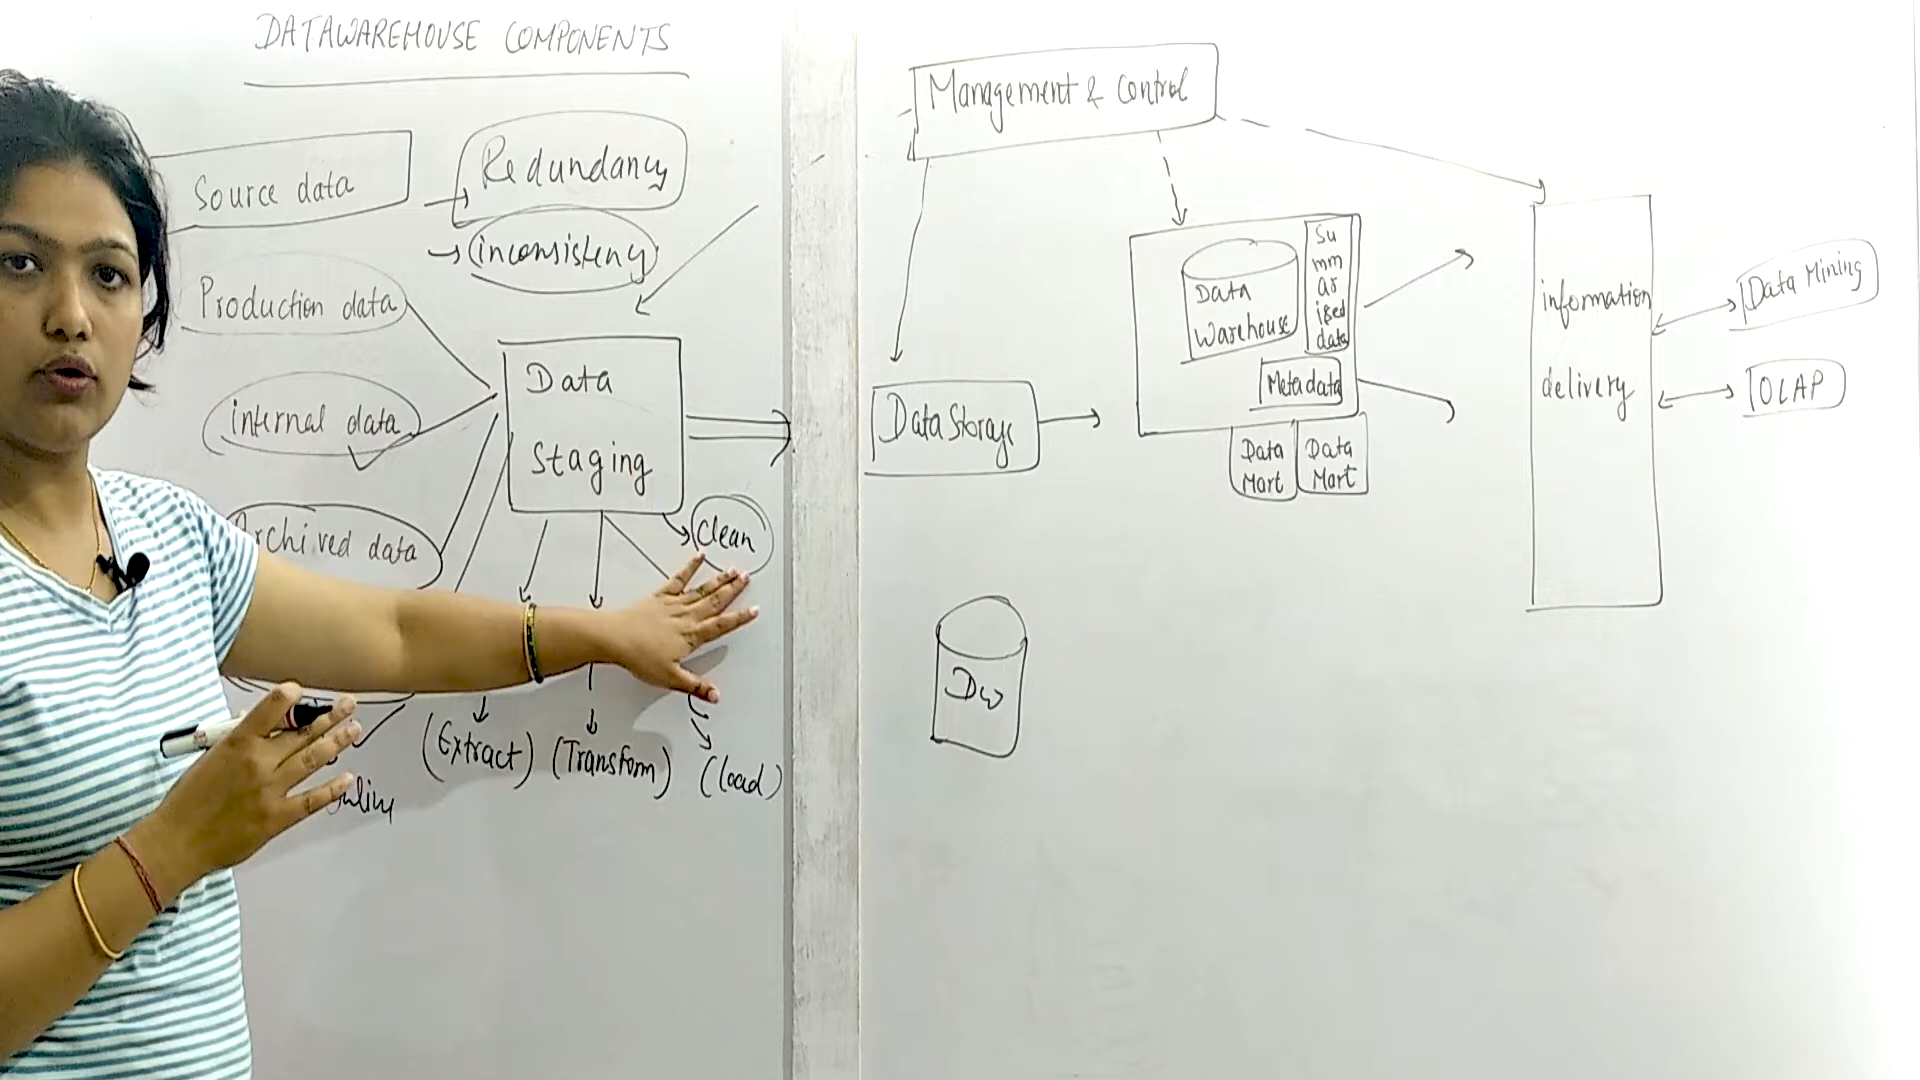 DATAWAREHOUSE COMPONENTS
Source data
Redundancy
inconsistency
Production data
internal data
Archived data
Data
Staging
Clean
(Extract)
(Transform)
(load)
Management & Control
Data Storage
Data
Warehouse
Su
mm
ar
ised
data
Metadata
Data
Mart
Data
Mart
information
delivery
Data Mining
OLAP
DW